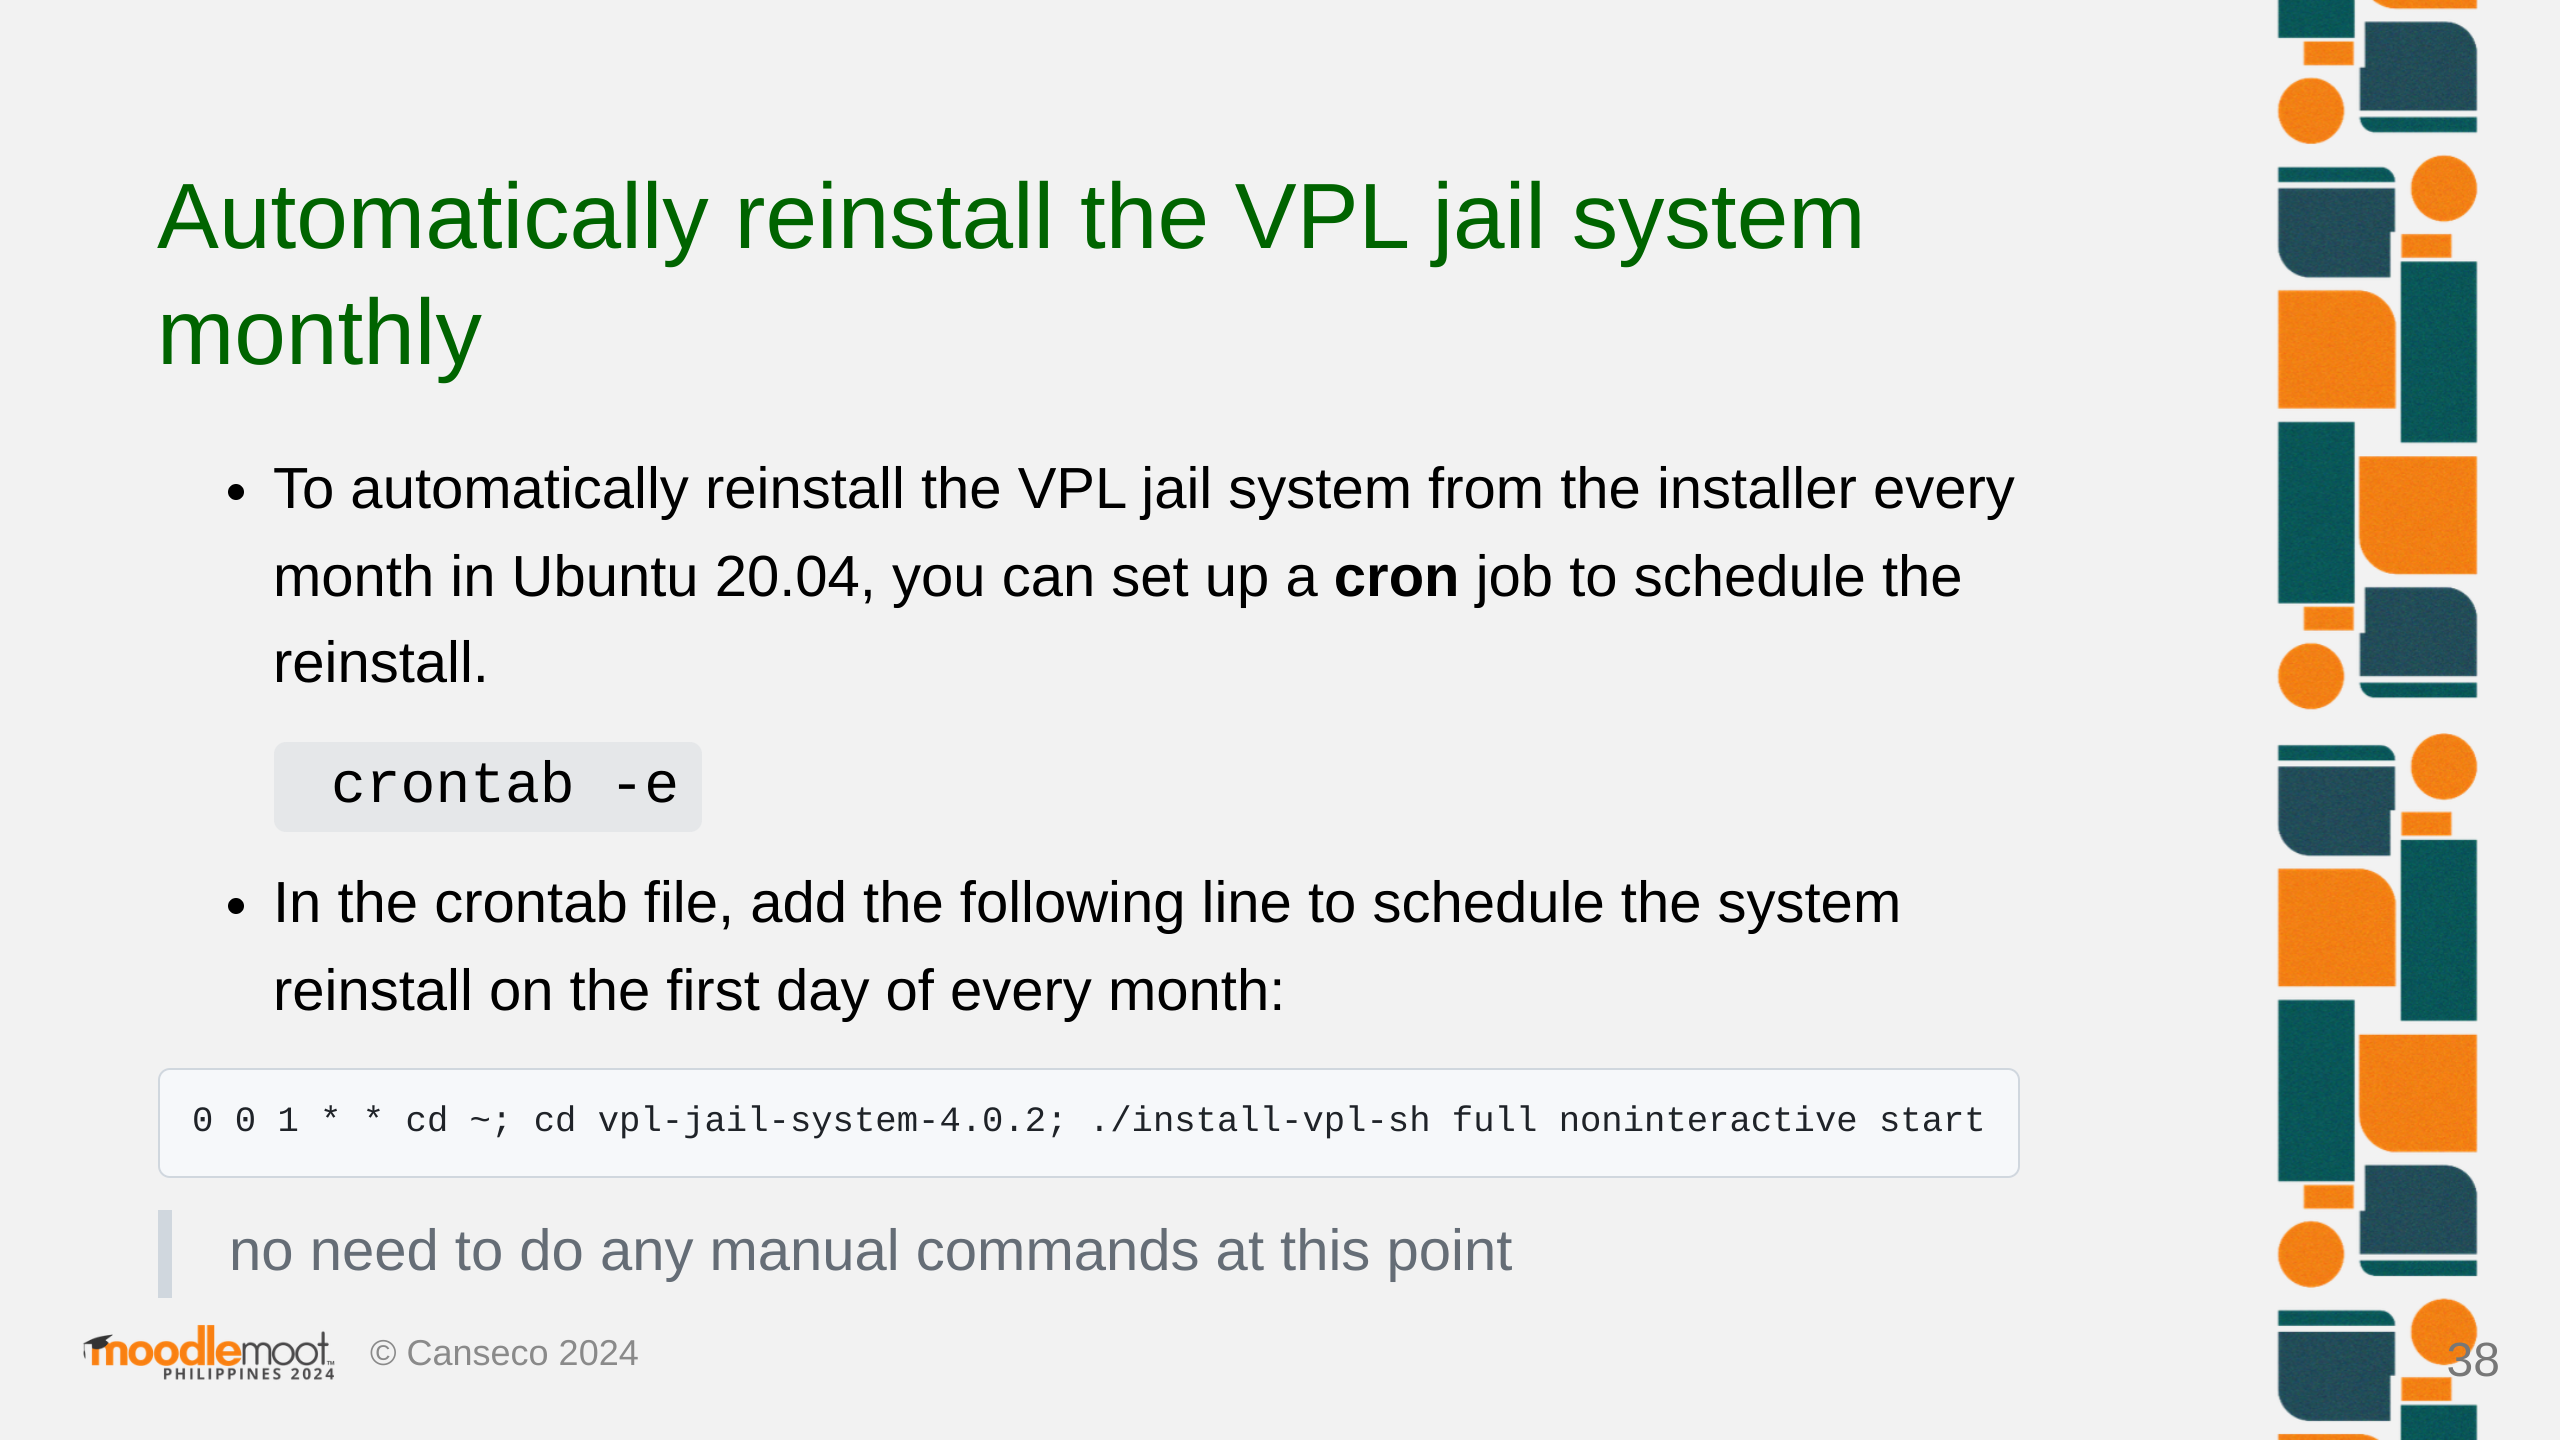 Automatically reinstall the VPL jail system
monthly
• To automatically reinstall the VPL jail system from the installer every
month in Ubuntu 20.04, you can set up a cron job to schedule the
reinstall.
crontab -e
• In the crontab file, add the following line to schedule the system
reinstall on the first day of every month:
0 0 1 * * cd ~; cd vpl-jail-system-4.0.2; ./install-vpl-sh full noninteractive start
no need to do any manual commands at this point
moodlemoot™
PHILIPPINES 2024
© Canseco 2024
38